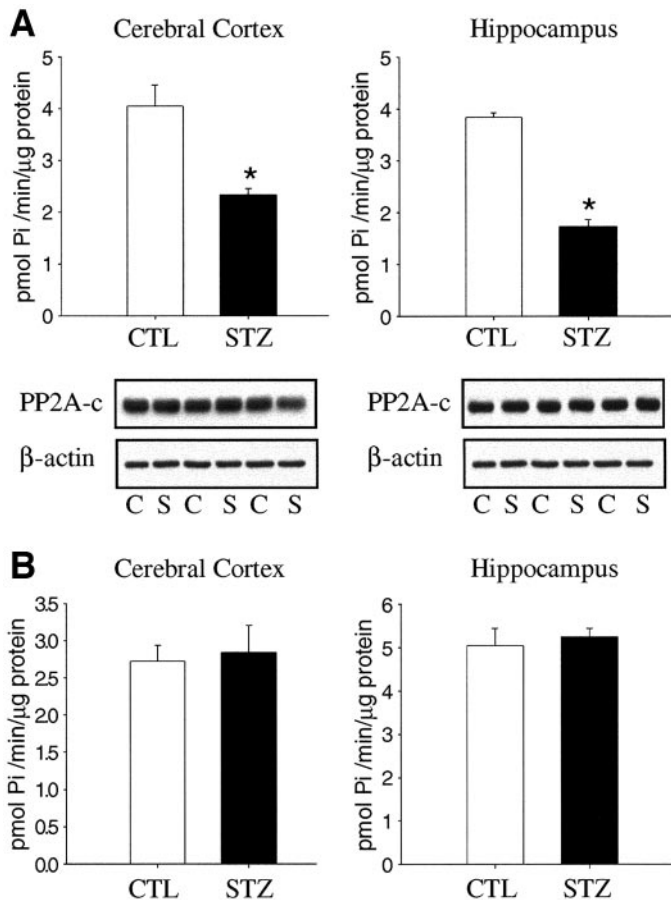 A
Cerebral Cortex
Hippocampus
pmol Pi /min/µg protein
5
4
3
2
1
0
*
CTL
STZ
pmol Pi /min/µg protein
5
4
3
2
1
0
*
CTL
STZ
PP2A-c
β-actin
C S C S C S
PP2A-c
β-actin
C S C S C S
B
Cerebral Cortex
Hippocampus
pmol Pi /min/µg protein
3.5
3.0
2.5
2.0
1.5
1.0
0.5
0.0
CTL
STZ
pmol Pi /min/µg protein
6
5
4
3
2
1
0
CTL
STZ